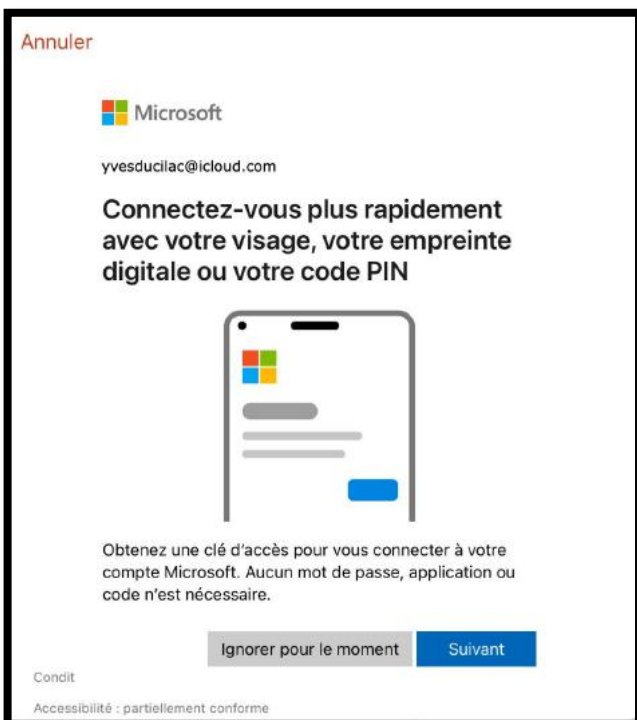 Annuler
Microsoft
yvesducilac@icloud.com
Connectez-vous plus rapidement
avec votre visage, votre empreinte
digitale ou votre code PIN
Obtenez une clé d'accès pour vous connecter à votre
compte Microsoft. Aucun mot de passe, application ou
code n'est nécessaire.
Ignorer pour le moment Suivant
Condit
Accessibilité : partiellement conforme